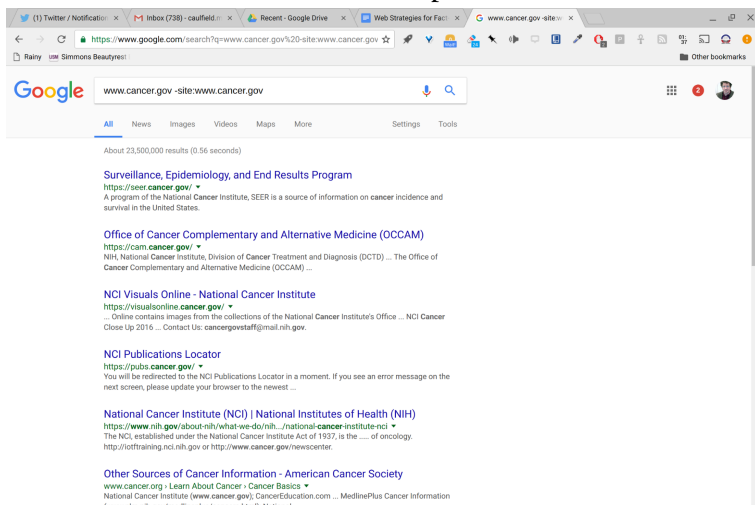 (1) Twitter / Notification
Inbox (738) - caulfield.m
Recent - Google Drive
Web Strategies for Fact-
www.cancer.gov -site:w
https://www.google.com/search?q=www.cancer.gov%20-site:www.cancer.gov
Rainy
USM Simmons Beautyrest
Other bookmarks
Google
www.cancer.gov -site:www.cancer.gov
2
All News Images Videos Maps More Settings Tools
About 23,500,000 results (0.56 seconds)
Surveillance, Epidemiology, and End Results Program
https://seer.cancer.gov/
A program of the National Cancer Institute, SEER is a source of information on cancer incidence and
survival in the United States.
Office of Cancer Complementary and Alternative Medicine (OCCAM)
https://cam.cancer.gov/
NIH, National Cancer Institute, Division of Cancer Treatment and Diagnosis (DCTD) ... The Office of
Cancer Complementary and Alternative Medicine (OCCAM) ...
NCI Visuals Online - National Cancer Institute
https://visualsonline.cancer.gov/
... Online contains images from the collections of the National Cancer Institute's Office ... NCI Cancer
Close Up 2016 ... Contact Us: cancergovstaff@mail.nih.gov.
NCI Publications Locator
https://pubs.cancer.gov/
You will be redirected to the NCI Publications Locator in a moment. If you see an error message on the
next screen, please update your browser to the newest ...
National Cancer Institute (NCI) | National Institutes of Health (NIH)
https://www.nih.gov/about-nih/what-we-do/nih.../national-cancer-institute-nci
The NCI, established under the National Cancer Institute Act of 1937, is the ..... of oncology.
http://iotftraining.nci.nih.gov or http://www.cancer.gov/newscenter.
Other Sources of Cancer Information - American Cancer Society
www.cancer.org › Learn About Cancer › Cancer Basics
National Cancer Institute (www.cancer.gov); CancerEducation.com ... MedlinePlus Cancer Information